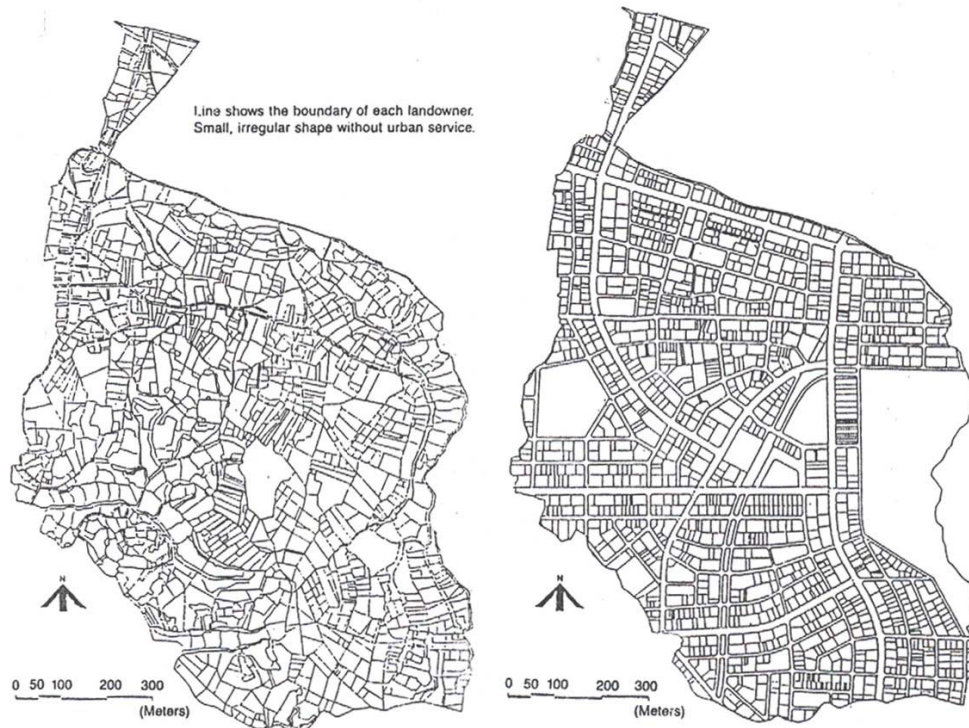 Line shows the boundary of each landowner.
Small, irregular shape without urban service.
N
0 50 100 200 300
(Meters)
N
0 50 100 200 300
(Meters)